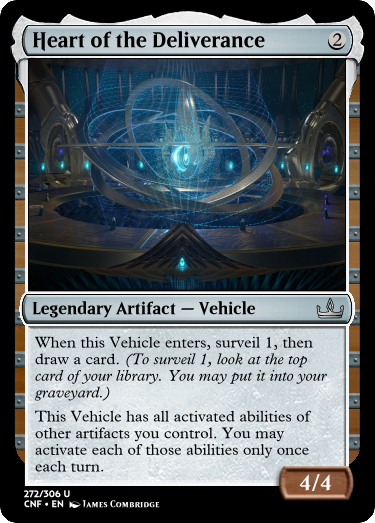 Heart of the Deliverance 2
Legendary Artifact — Vehicle
When this Vehicle enters, surveil 1, then
draw a card. (To surveil 1, look at the top
card of your library. You may put it into your
graveyard.)
This Vehicle has all activated abilities of
other artifacts you control. You may
activate each of those abilities only once
each turn.
4/4
272/306 U
CNF • EN James Combridge